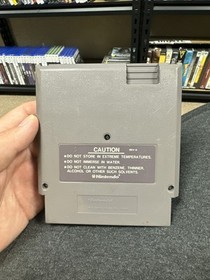 CAUTION
●DO NOT STORE IN EXTREME TEMPERATURES.
●DO NOT IMMERSE IN WATER.
●DO NOT CLEAN WITH BENZENE, THINNER,
ALCOHOL OR OTHER SUCH SOLVENTS.
Nintendo